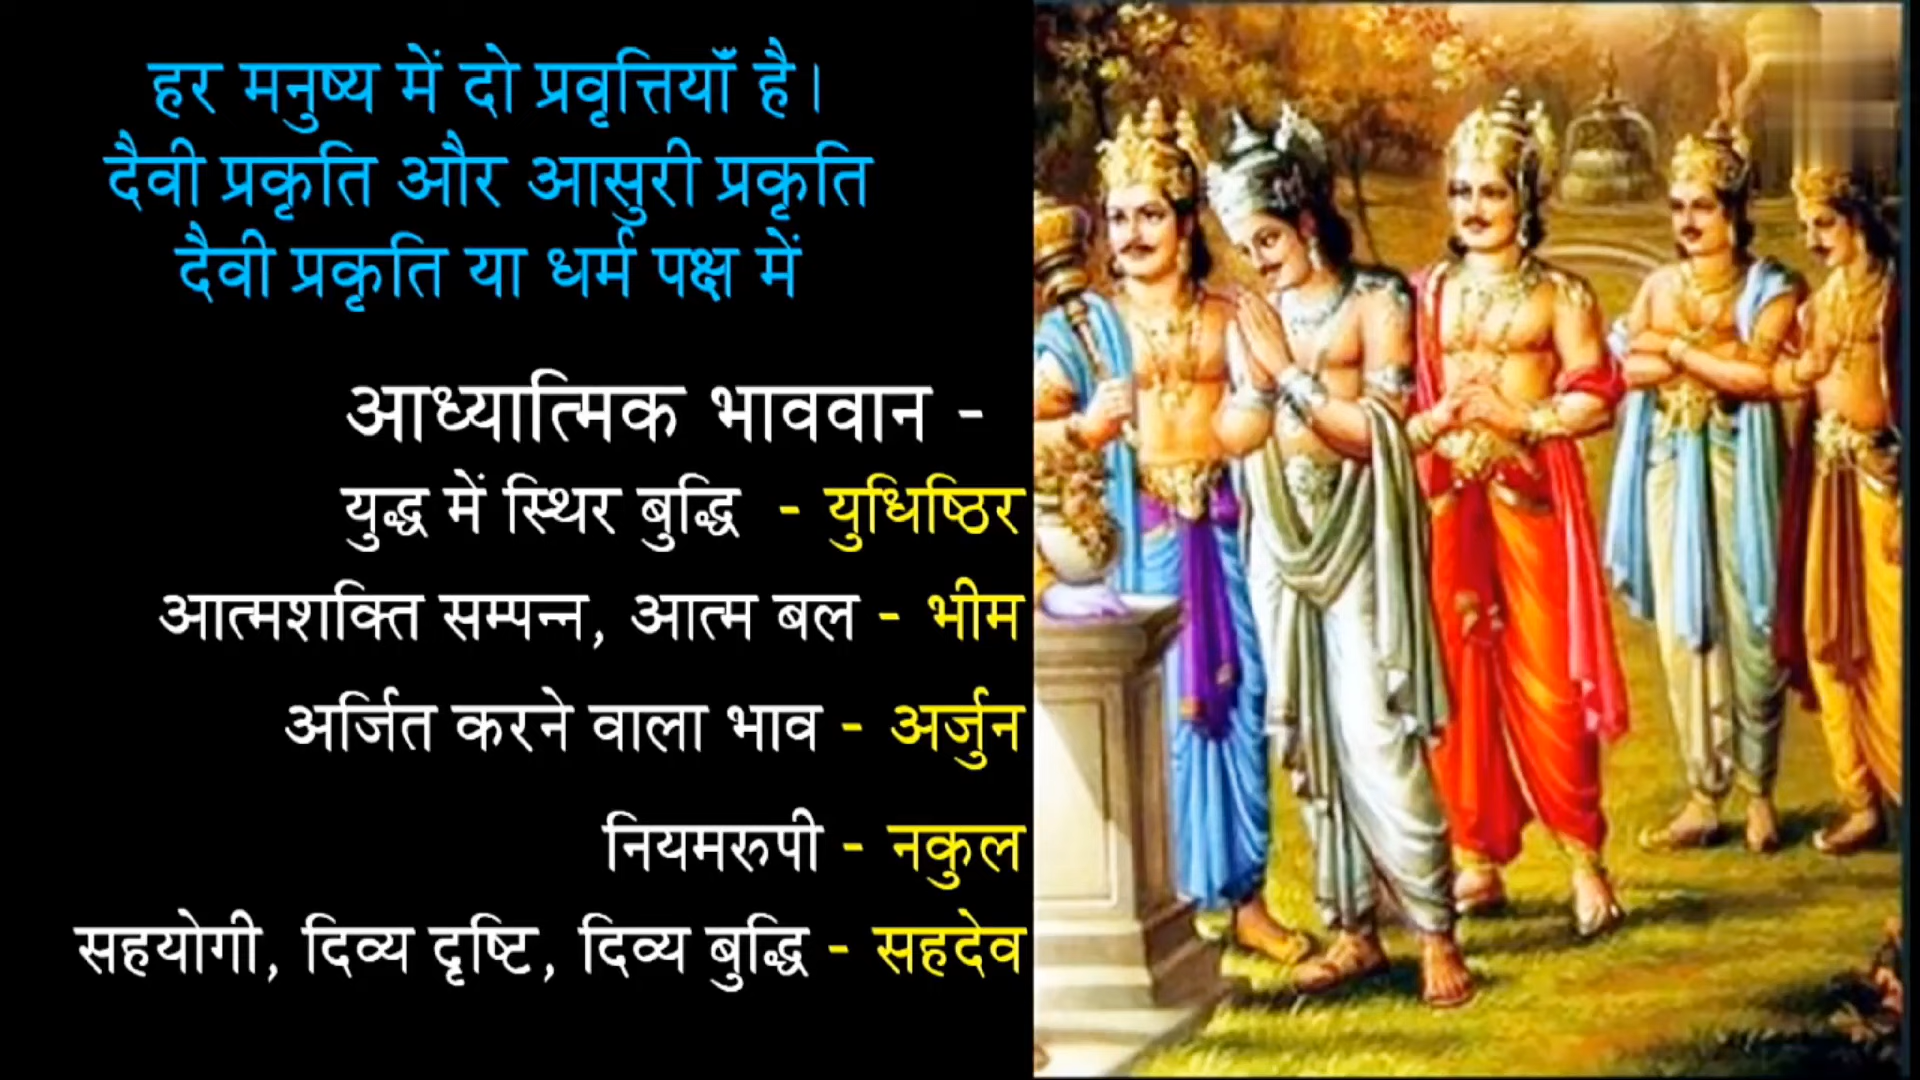 हर मनुष्य में दो प्रवृत्तियाँ है।
दैवी प्रकृति और आसुरी प्रकृति
दैवी प्रकृति या धर्म पक्ष में
आध्यात्मिक भाववान -
युद्ध में स्थिर बुद्धि - युधिष्ठिर
आत्मशक्ति सम्पन्न, आत्म बल - भीम
अर्जित करने वाला भाव - अर्जुन
नियमरुपी - नकुल
सहयोगी, दिव्य दृष्टि, दिव्य बुद्धि - सहदेव